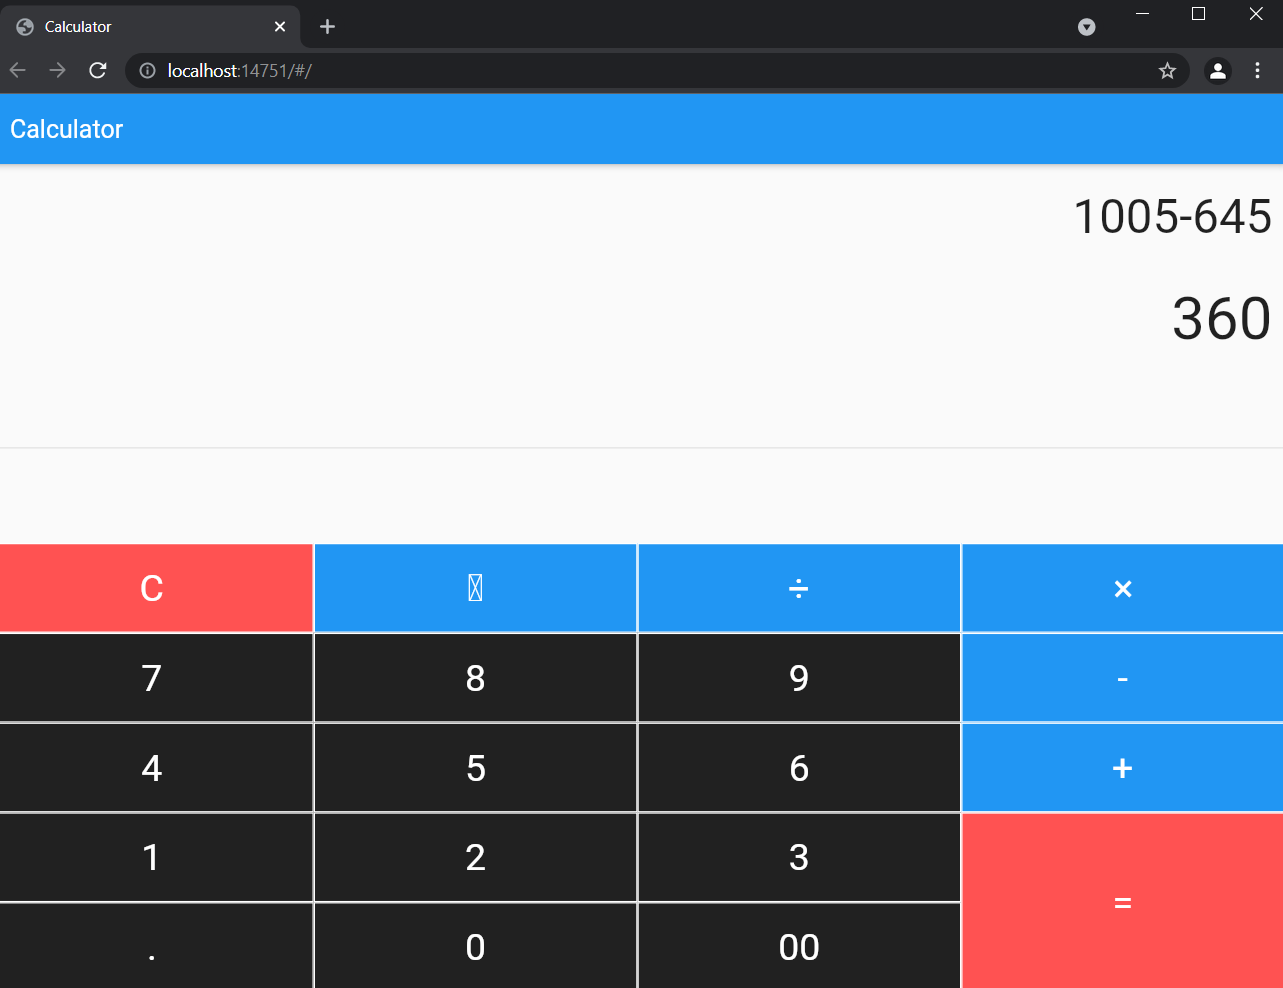 Calculator
localhost:14751/#/
Calculator
1005-645
360
C ÷ ×
7 8 9 -
4 5 6 +
1 2 3
=
. 0 00